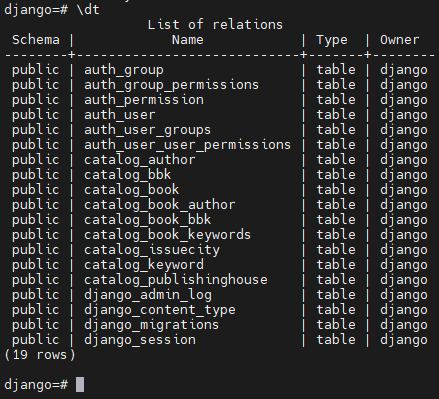 django=# \dt
                   List of relations
 Schema |            Name            | Type  | Owner
--------+----------------------------+-------+--------
 public | auth_group                 | table | django
 public | auth_group_permissions     | table | django
 public | auth_permission            | table | django
 public | auth_user                  | table | django
 public | auth_user_groups           | table | django
 public | auth_user_user_permissions | table | django
 public | catalog_author             | table | django
 public | catalog_bbk                | table | django
 public | catalog_book               | table | django
 public | catalog_book_author        | table | django
 public | catalog_book_bbk           | table | django
 public | catalog_book_keywords      | table | django
 public | catalog_issuecity          | table | django
 public | catalog_keyword            | table | django
 public | catalog_publishinghouse    | table | django
 public | django_admin_log           | table | django
 public | django_content_type        | table | django
 public | django_migrations          | table | django
 public | django_session             | table | django
(19 rows)
django=#